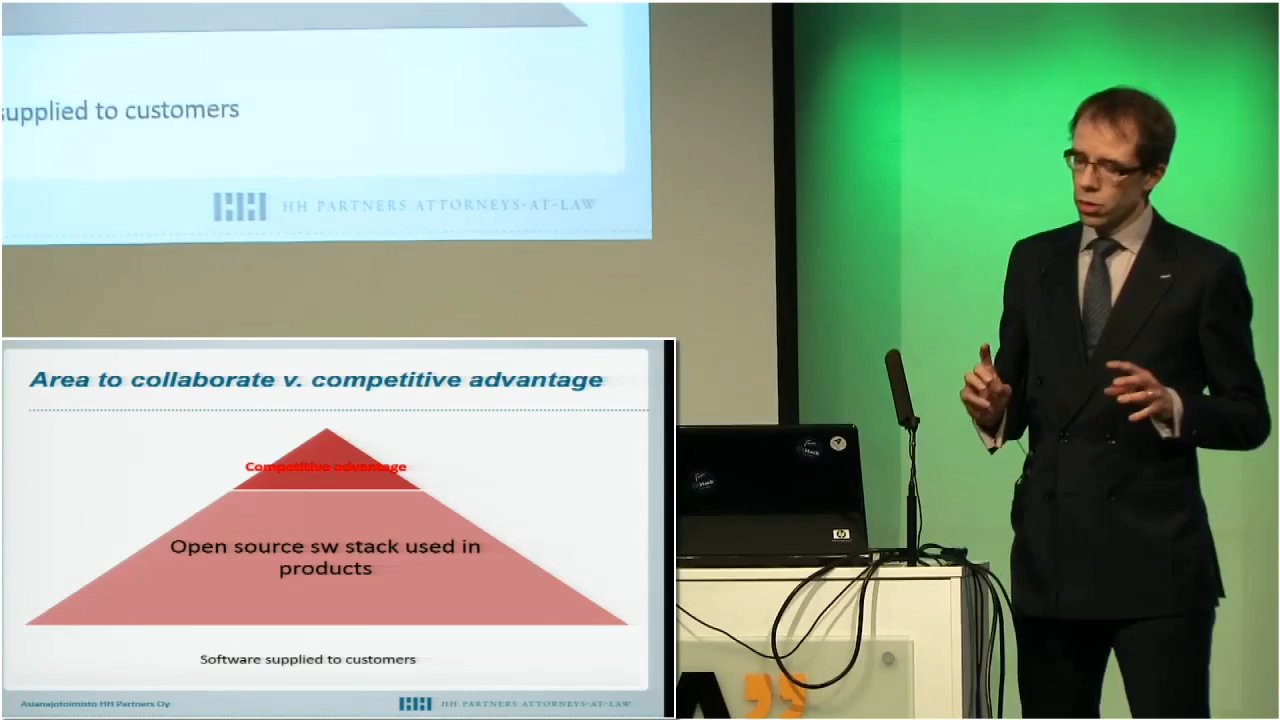 supplied to customers
HH PARTNERS ATTORNEYS-AT-LAW
Area to collaborate v. competitive advantage
Competitive advantage
Open source sw stack used in
products
Software supplied to customers
Asianajotoimisto HH Partners Oy
HH PARTNERS ATTORNEYS-AT-LAW
hp
A”